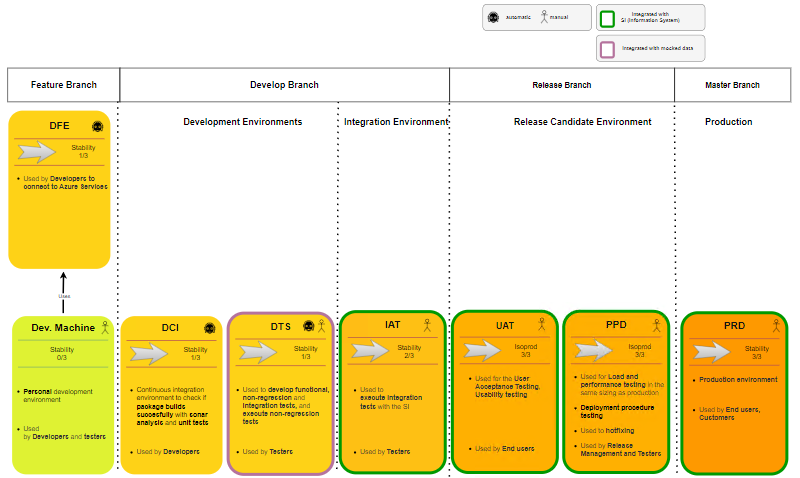 automatic
manual
Integrated with
SI (Information System)
Integrated with mocked data
Feature Branch
Develop Branch
Release Branch
Master Branch
Development Environments
Integration Environment
Release Candidate Environment
Production
DFE
Stability
1/3
Used by Developers to
connect to Azure Services
Uses
Dev. Machine
Stability
0/3
Personal development
environment
Used
by Developers and testers
DCI
Stability
1/3
Continuous integration
environment to check if
package builds
succesfully with sonar
analysis and unit tests
Used by Developers
DTS
Stability
1/3
Used to develop functional,
non-regression and
integration tests, and
execute non-regression
tests
Used by Testers
IAT
Stability
2/3
Used to
execute integration
tests with the SI
Used by Testers
UAT
Isoprod
3/3
Used for the User
Acceptance Testing,
Usability testing
Used by End users
PPD
Isoprod
3/3
Used for Load and
performance testing in the
same sizing as production
Deployment procedure
testing
Used to hotfixing
Used by Release
Management and Testers
PRD
Stability
3/3
Production environment
Used by End users,
Customers